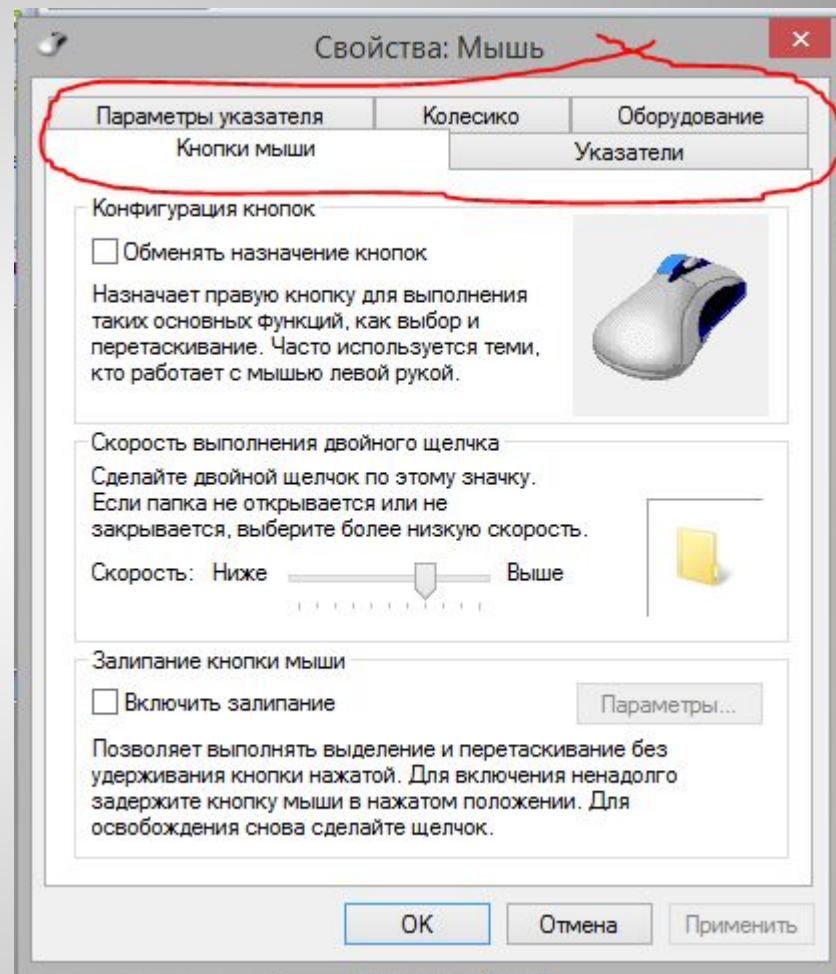 Свойства: Мышь
Параметры указателя Колесико Оборудование
Кнопки мыши Указатели
Конфигурация кнопок
Обменять назначение кнопок
Назначает правую кнопку для выполнения
таких основных функций, как выбор и
перетаскивание. Часто используется теми,
кто работает с мышью левой рукой.
Скорость выполнения двойного щелчка
Сделайте двойной щелчок по этому значку.
Если папка не открывается или не
закрывается, выберите более низкую скорость.
Скорость: Ниже Выше
Залипание кнопки мыши
Включить залипание Параметры...
Позволяет выполнять выделение и перетаскивание без
удерживания кнопки нажатой. Для включения ненадолго
задержите кнопку мыши в нажатом положении. Для
освобождения снова сделайте щелчок.
OK Отмена Применить